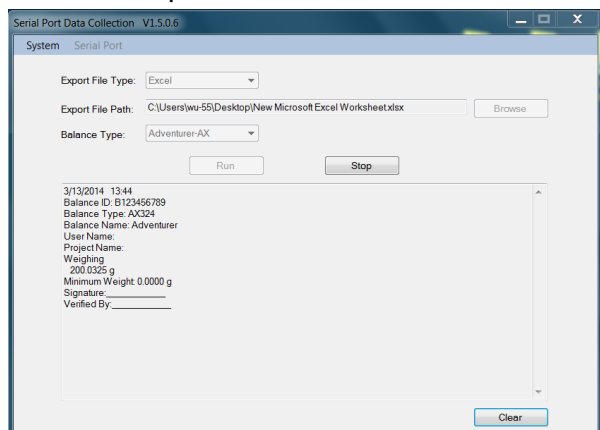 Serial Port Data Collection V1.5.0.6
System Serial Port
Export File Type: Excel
Export File Path: C:\Users\wu-55\Desktop\New Microsoft Excel Worksheet.xlsx Browse
Balance Type: Adventurer-AX
Run Stop
3/13/2014 13:44
Balance ID: B123456789
Balance Type: AX324
Balance Name: Adventurer
User Name:
Project Name:
Weighing
200.0325 g
Minimum Weight: 0.0000 g
Signature:____________
Verified By:____________
Clear